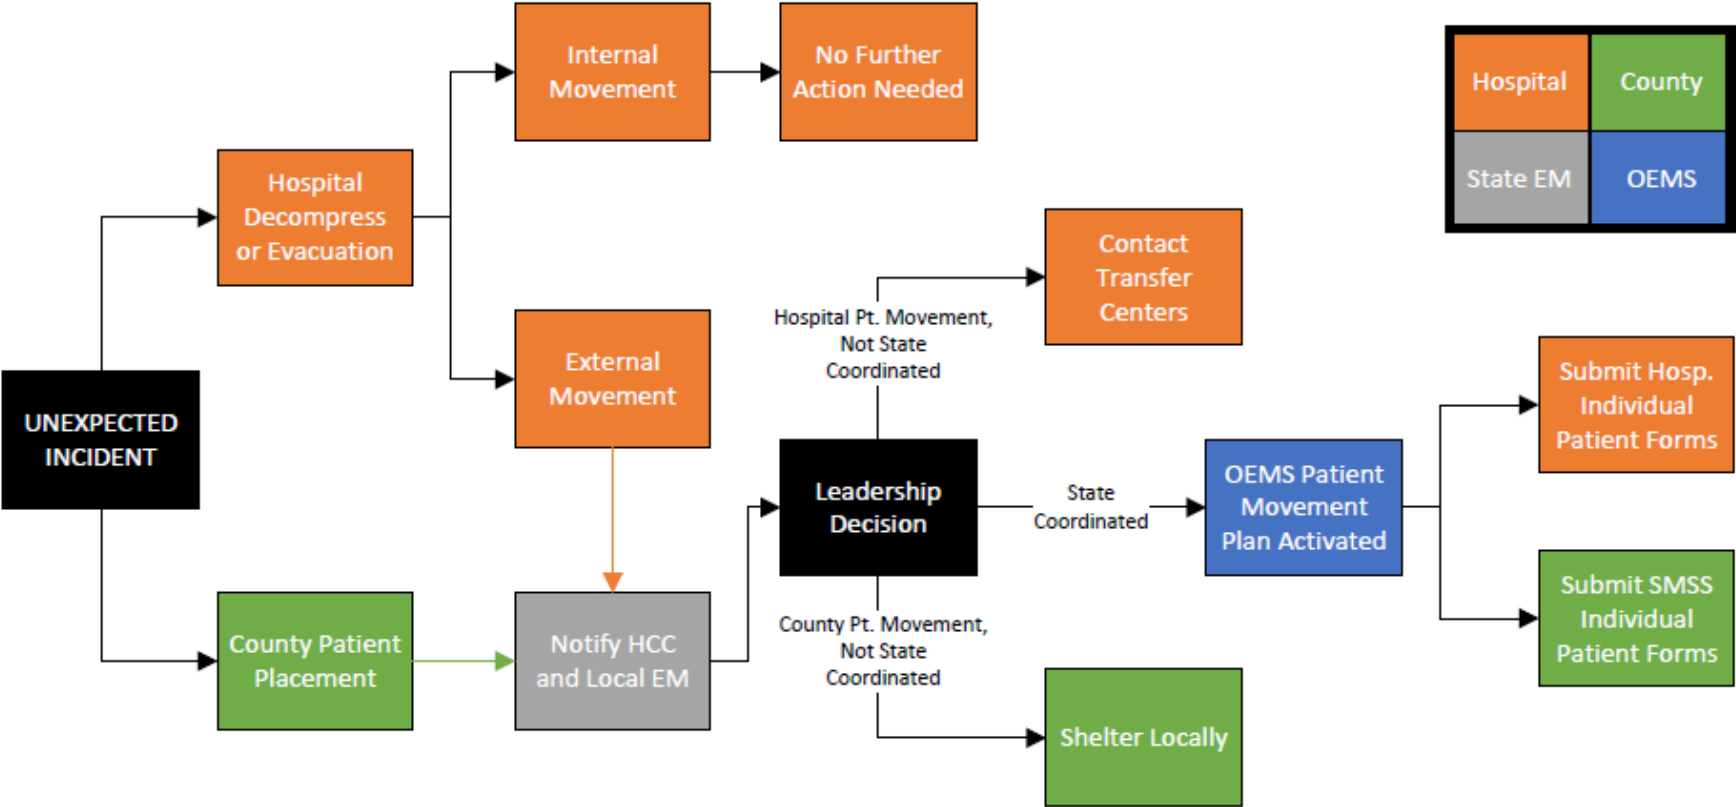 Internal
Movement
No Further
Action Needed
Hospital
County
State EM
OEMS
Hospital
Decompress
or Evacuation
Contact
Transfer
Centers
Hospital Pt. Movement,
Not State
Coordinated
External
Movement
Submit Hosp.
Individual
Patient Forms
UNEXPECTED
INCIDENT
Leadership
Decision
State
Coordinated
OEMS Patient
Movement
Plan Activated
County Patient
Placement
Notify HCC
and Local EM
County Pt. Movement,
Not State
Coordinated
Submit SMSS
Individual
Patient Forms
Shelter Locally